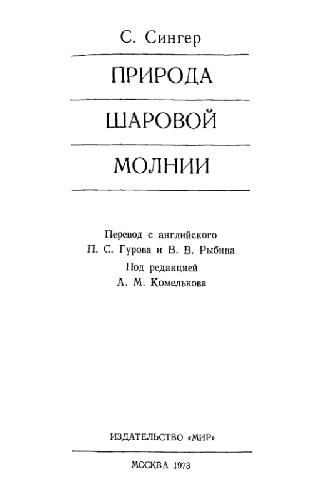 С. Сингер
ПРИРОДА
ШАРОВОЙ
МОЛНИИ
Перевод с английского
П. С. Гурова и В. В. Рыбина
Под редакцией
А. М. Комелькова
ИЗДАТЕЛЬСТВО «МИР»
МОСКВА 1973